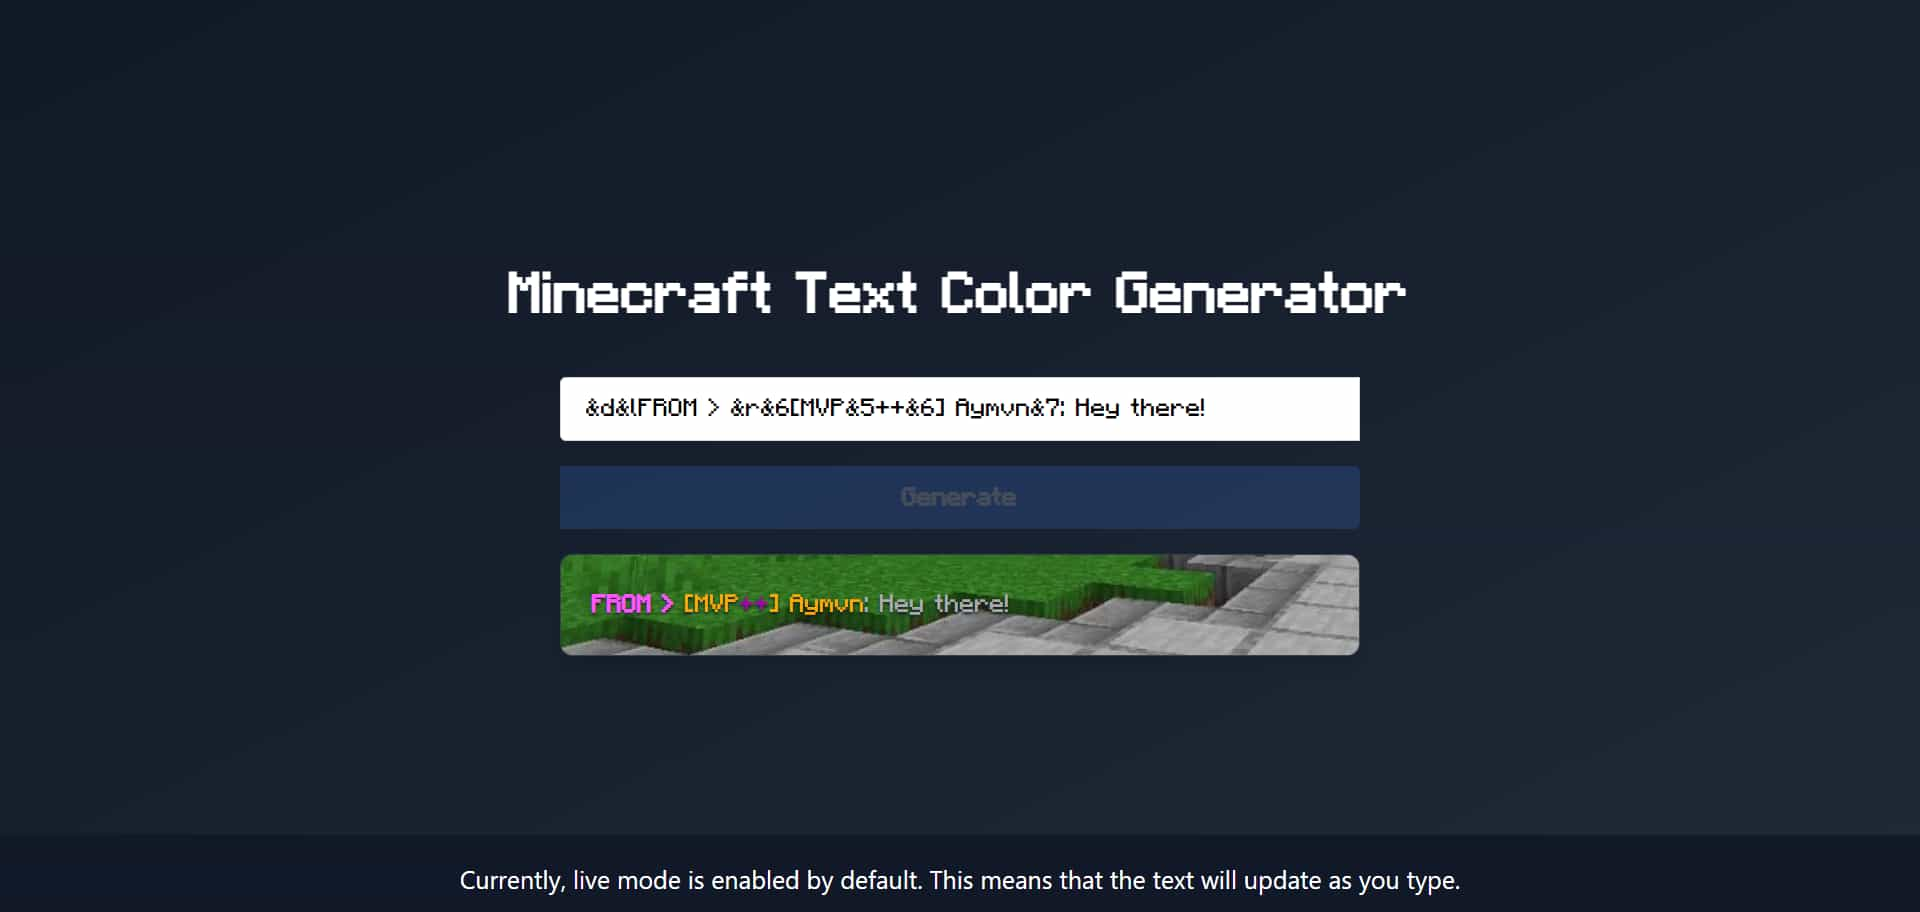 Minecraft Text Color Generator
&d&lFROM > &r&6[MVP&5++&6] Aymvn&7: Hey there!
Generate
FROM > [MVP++] Aymvn: Hey there!
Currently, live mode is enabled by default. This means that the text will update as you type.